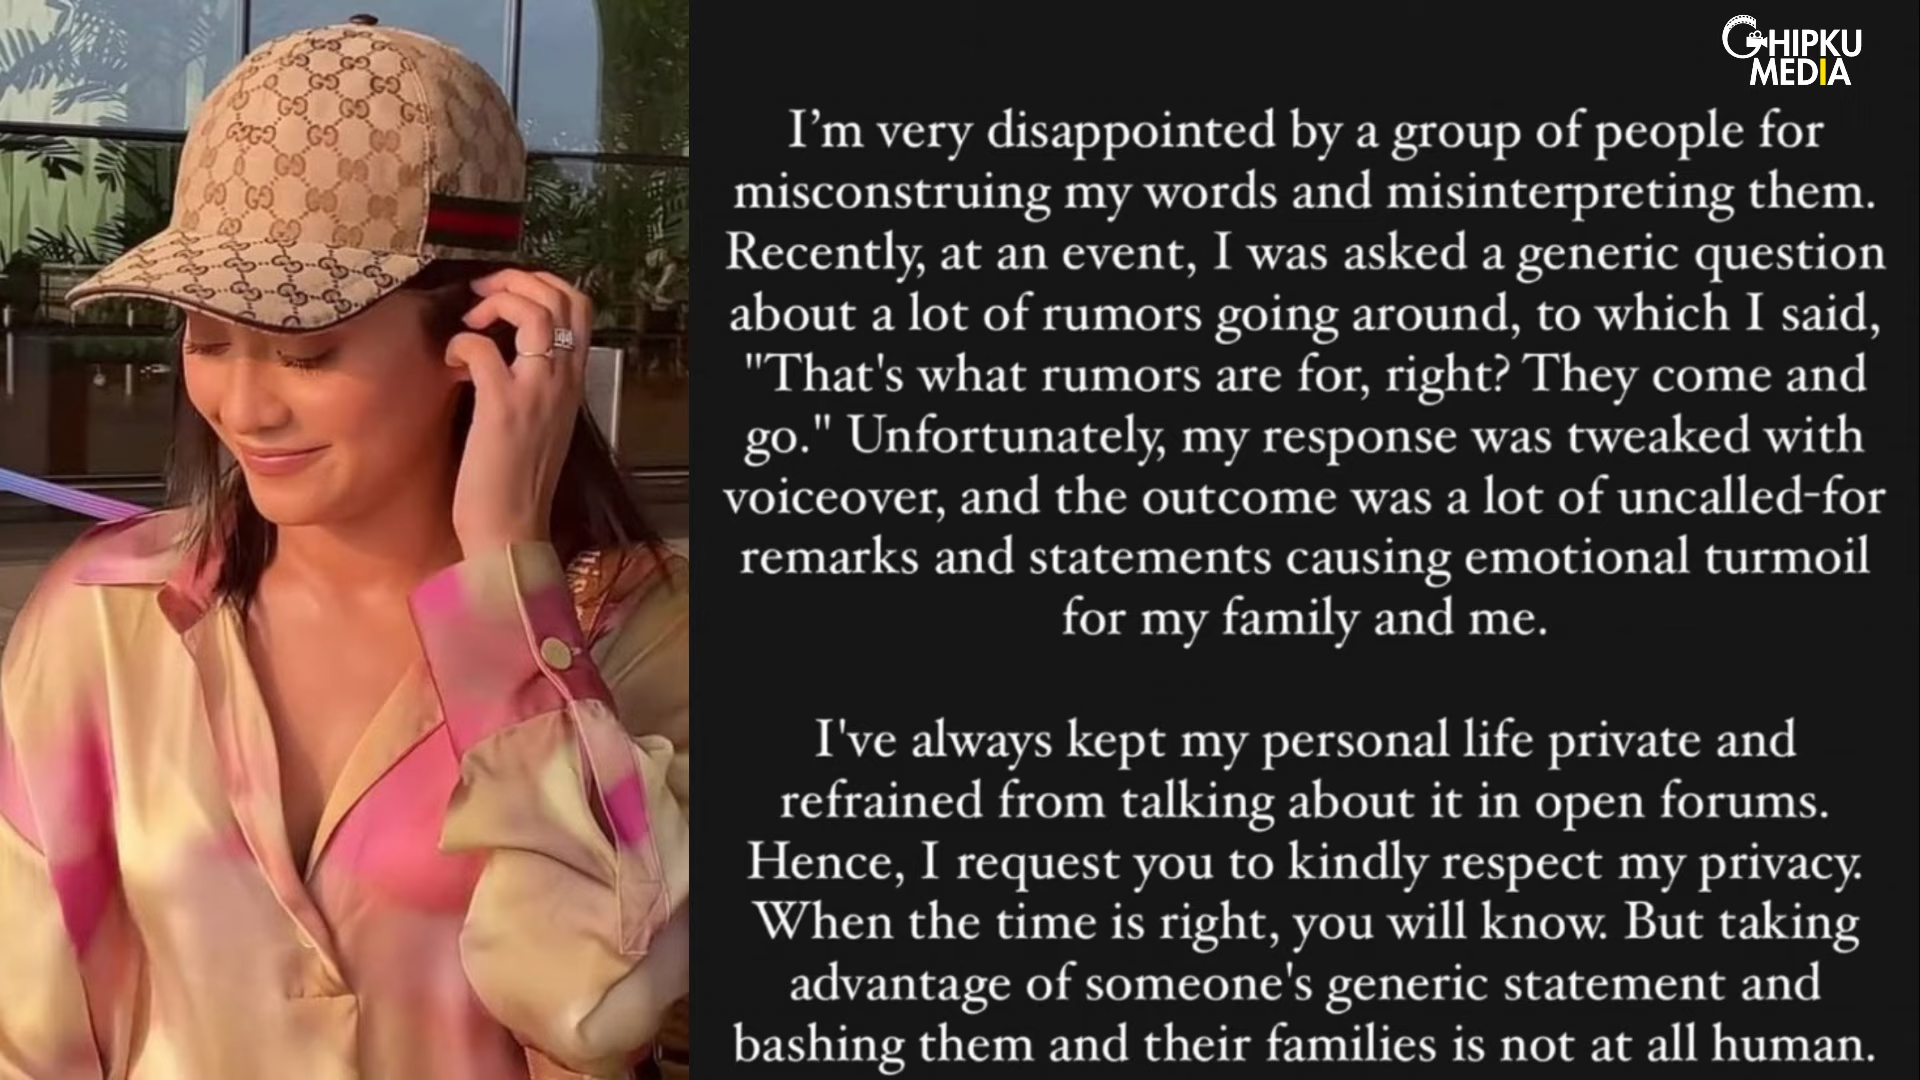 GHIPKU
MEDIA
I’m very disappointed by a group of people for
misconstruing my words and misinterpreting them.
Recently, at an event, I was asked a generic question
about a lot of rumors going around, to which I said,
"That's what rumors are for, right? They come and
go." Unfortunately, my response was tweaked with
voiceover, and the outcome was a lot of uncalled-for
remarks and statements causing emotional turmoil
for my family and me.
I've always kept my personal life private and
refrained from talking about it in open forums.
Hence, I request you to kindly respect my privacy.
When the time is right, you will know. But taking
advantage of someone's generic statement and
bashing them and their families is not at all human.